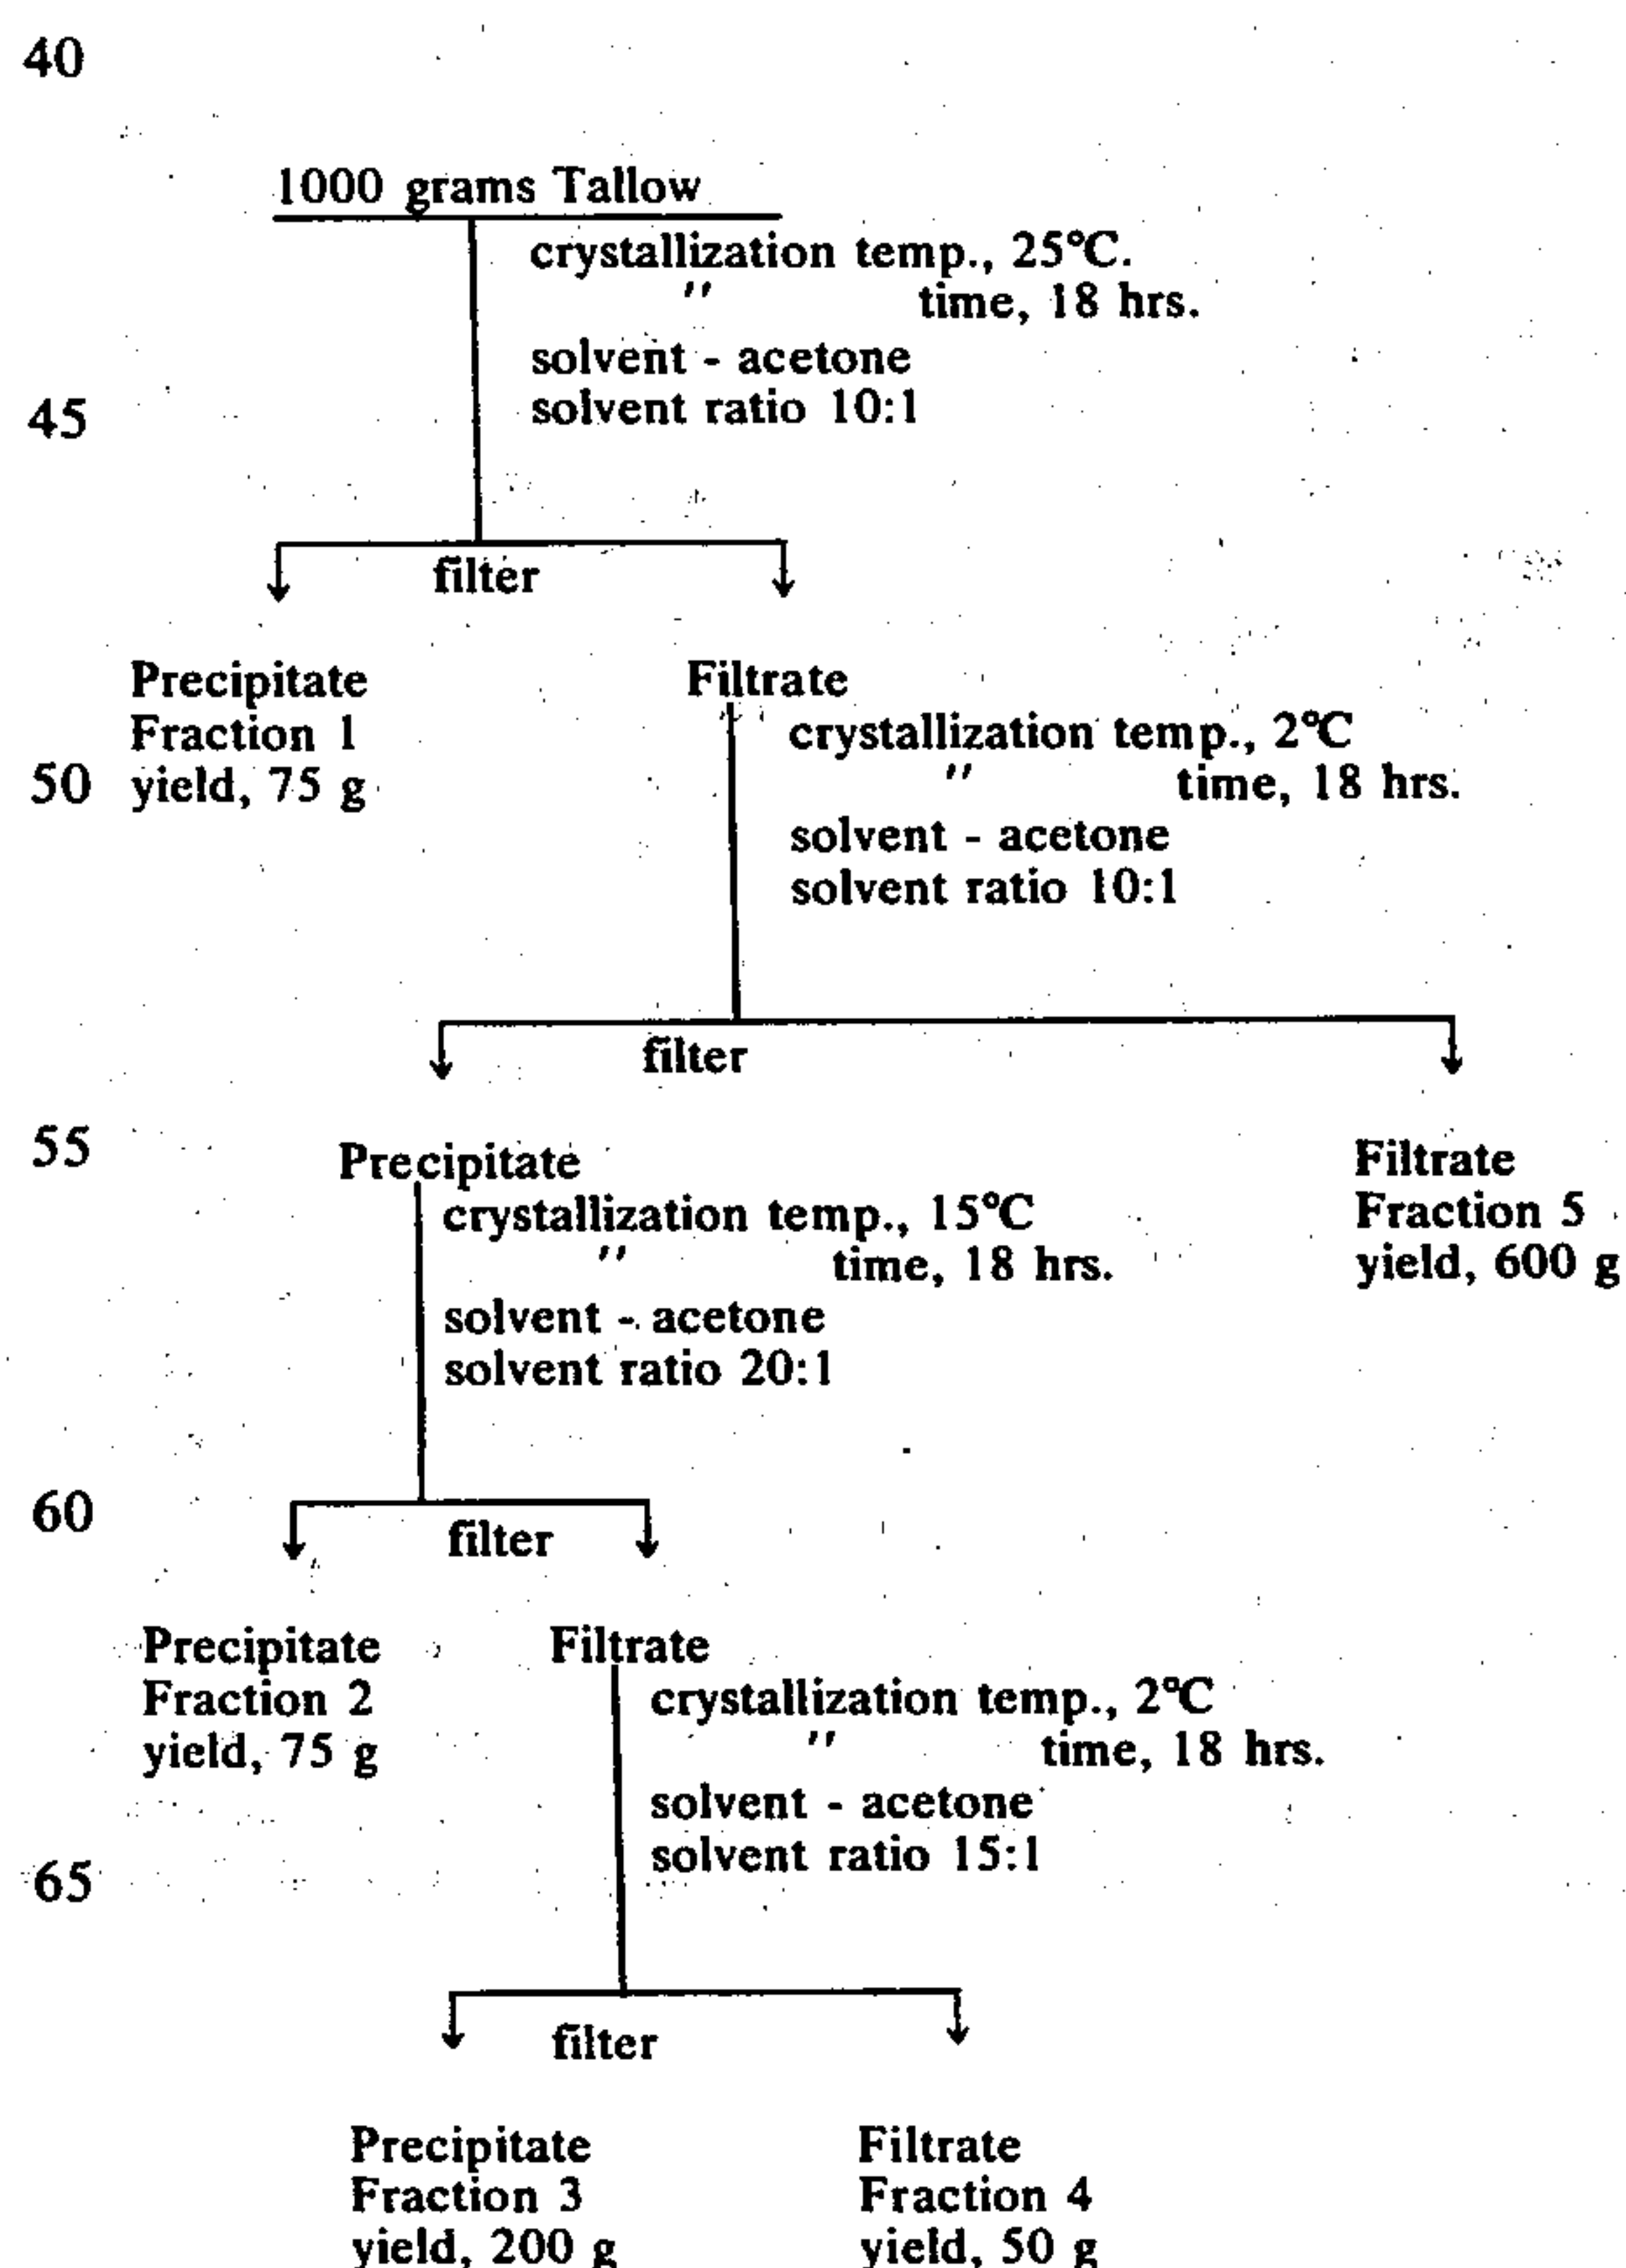 40
1000 grams Tallow
crystallization temp., 25°C.
" time, 18 hrs.
solvent - acetone
45
solvent ratio 10:1
filter
Precipitate
Fraction 1
50 yield, 75 g
Filtrate
crystallization temp., 2°C
" time, 18 hrs.
solvent - acetone
solvent ratio 10:1
filter
55
Precipitate
crystallization temp., 15°C
" time, 18 hrs.
solvent - acetone
solvent ratio 20:1
Filtrate
Fraction 5
yield, 600 g
60
filter
Precipitate
Fraction 2
yield, 75 g
Filtrate
crystallization temp., 2°C
" time, 18 hrs.
solvent - acetone
solvent ratio 15:1
65
filter
Precipitate
Fraction 3
yield, 200 g
Filtrate
Fraction 4
yield, 50 g